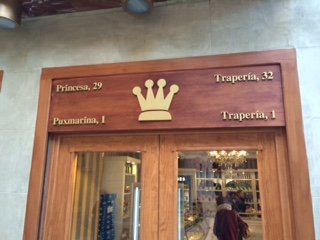 Princesa, 29
Trapería, 32
Puxmarina, 1
Trapería, 1